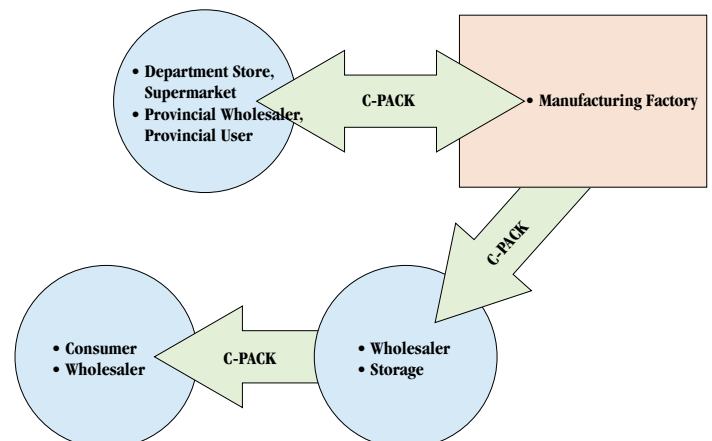 • Department Store,
Supermarket
• Provincial Wholesaler,
Provincial User
C-PACK
• Manufacturing Factory
C-PACK
• Consumer
• Wholesaler
C-PACK
• Wholesaler
• Storage